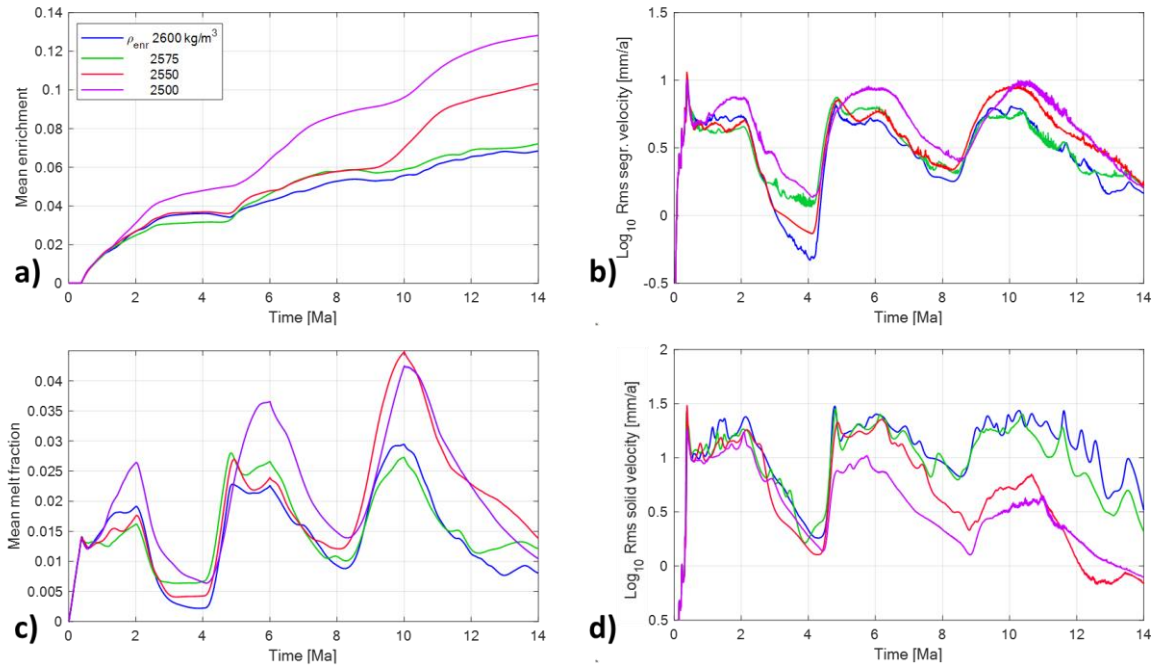 Mean enrichment
0.14
0.12
0.1
0.08
0.06
0.04
0.02
0
ρenr 2600 kg/m³
2575
2550
2500
a)
0 2 4 6 8 10 12 14
Time [Ma]
Log₁₀ Rms segr. velocity [mm/a]
1.5
1
0.5
0
-0.5
b)
0 2 4 6 8 10 12 14
Time [Ma]
Mean melt fraction
0.04
0.035
0.03
0.025
0.02
0.015
0.01
0.005
0
c)
0 2 4 6 8 10 12 14
Time [Ma]
Log₁₀ Rms solid velocity [mm/a]
2
1.5
1
0.5
0
0.5
d)
0 2 4 6 8 10 12 14
Time [Ma]